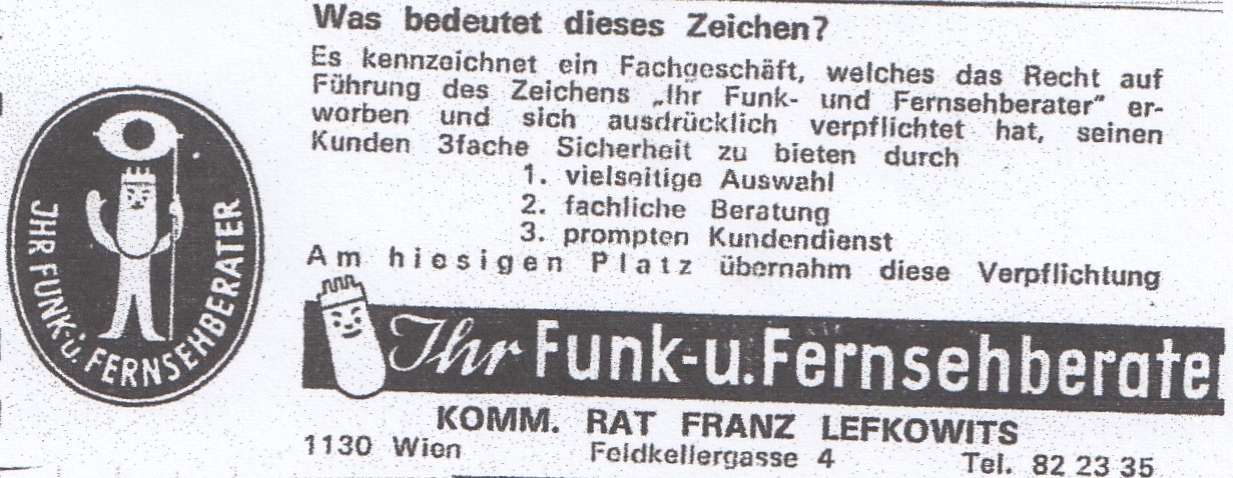 Was bedeutet dieses Zeichen?
Es kennzeichnet ein Fachgeschäft, welches das Recht auf
Führung des Zeichens „Ihr Funk- und Fernsehberater" er-
worben und sich ausdrücklich verpflichtet hat, seinen
Kunden 3fache Sicherheit zu bieten durch
1. vielseitige Auswahl
2. fachliche Beratung
3. prompten Kundendienst
Am hiesigen Platz übernahm diese Verpflichtung
JHR FUNK-u. FERNSEHBERATER
Ihr Funk-u. Fernsehberater
KOMM. RAT FRANZ LEFKOWITS
1130 Wien Feldkellergasse 4 Tel. 82 23 35